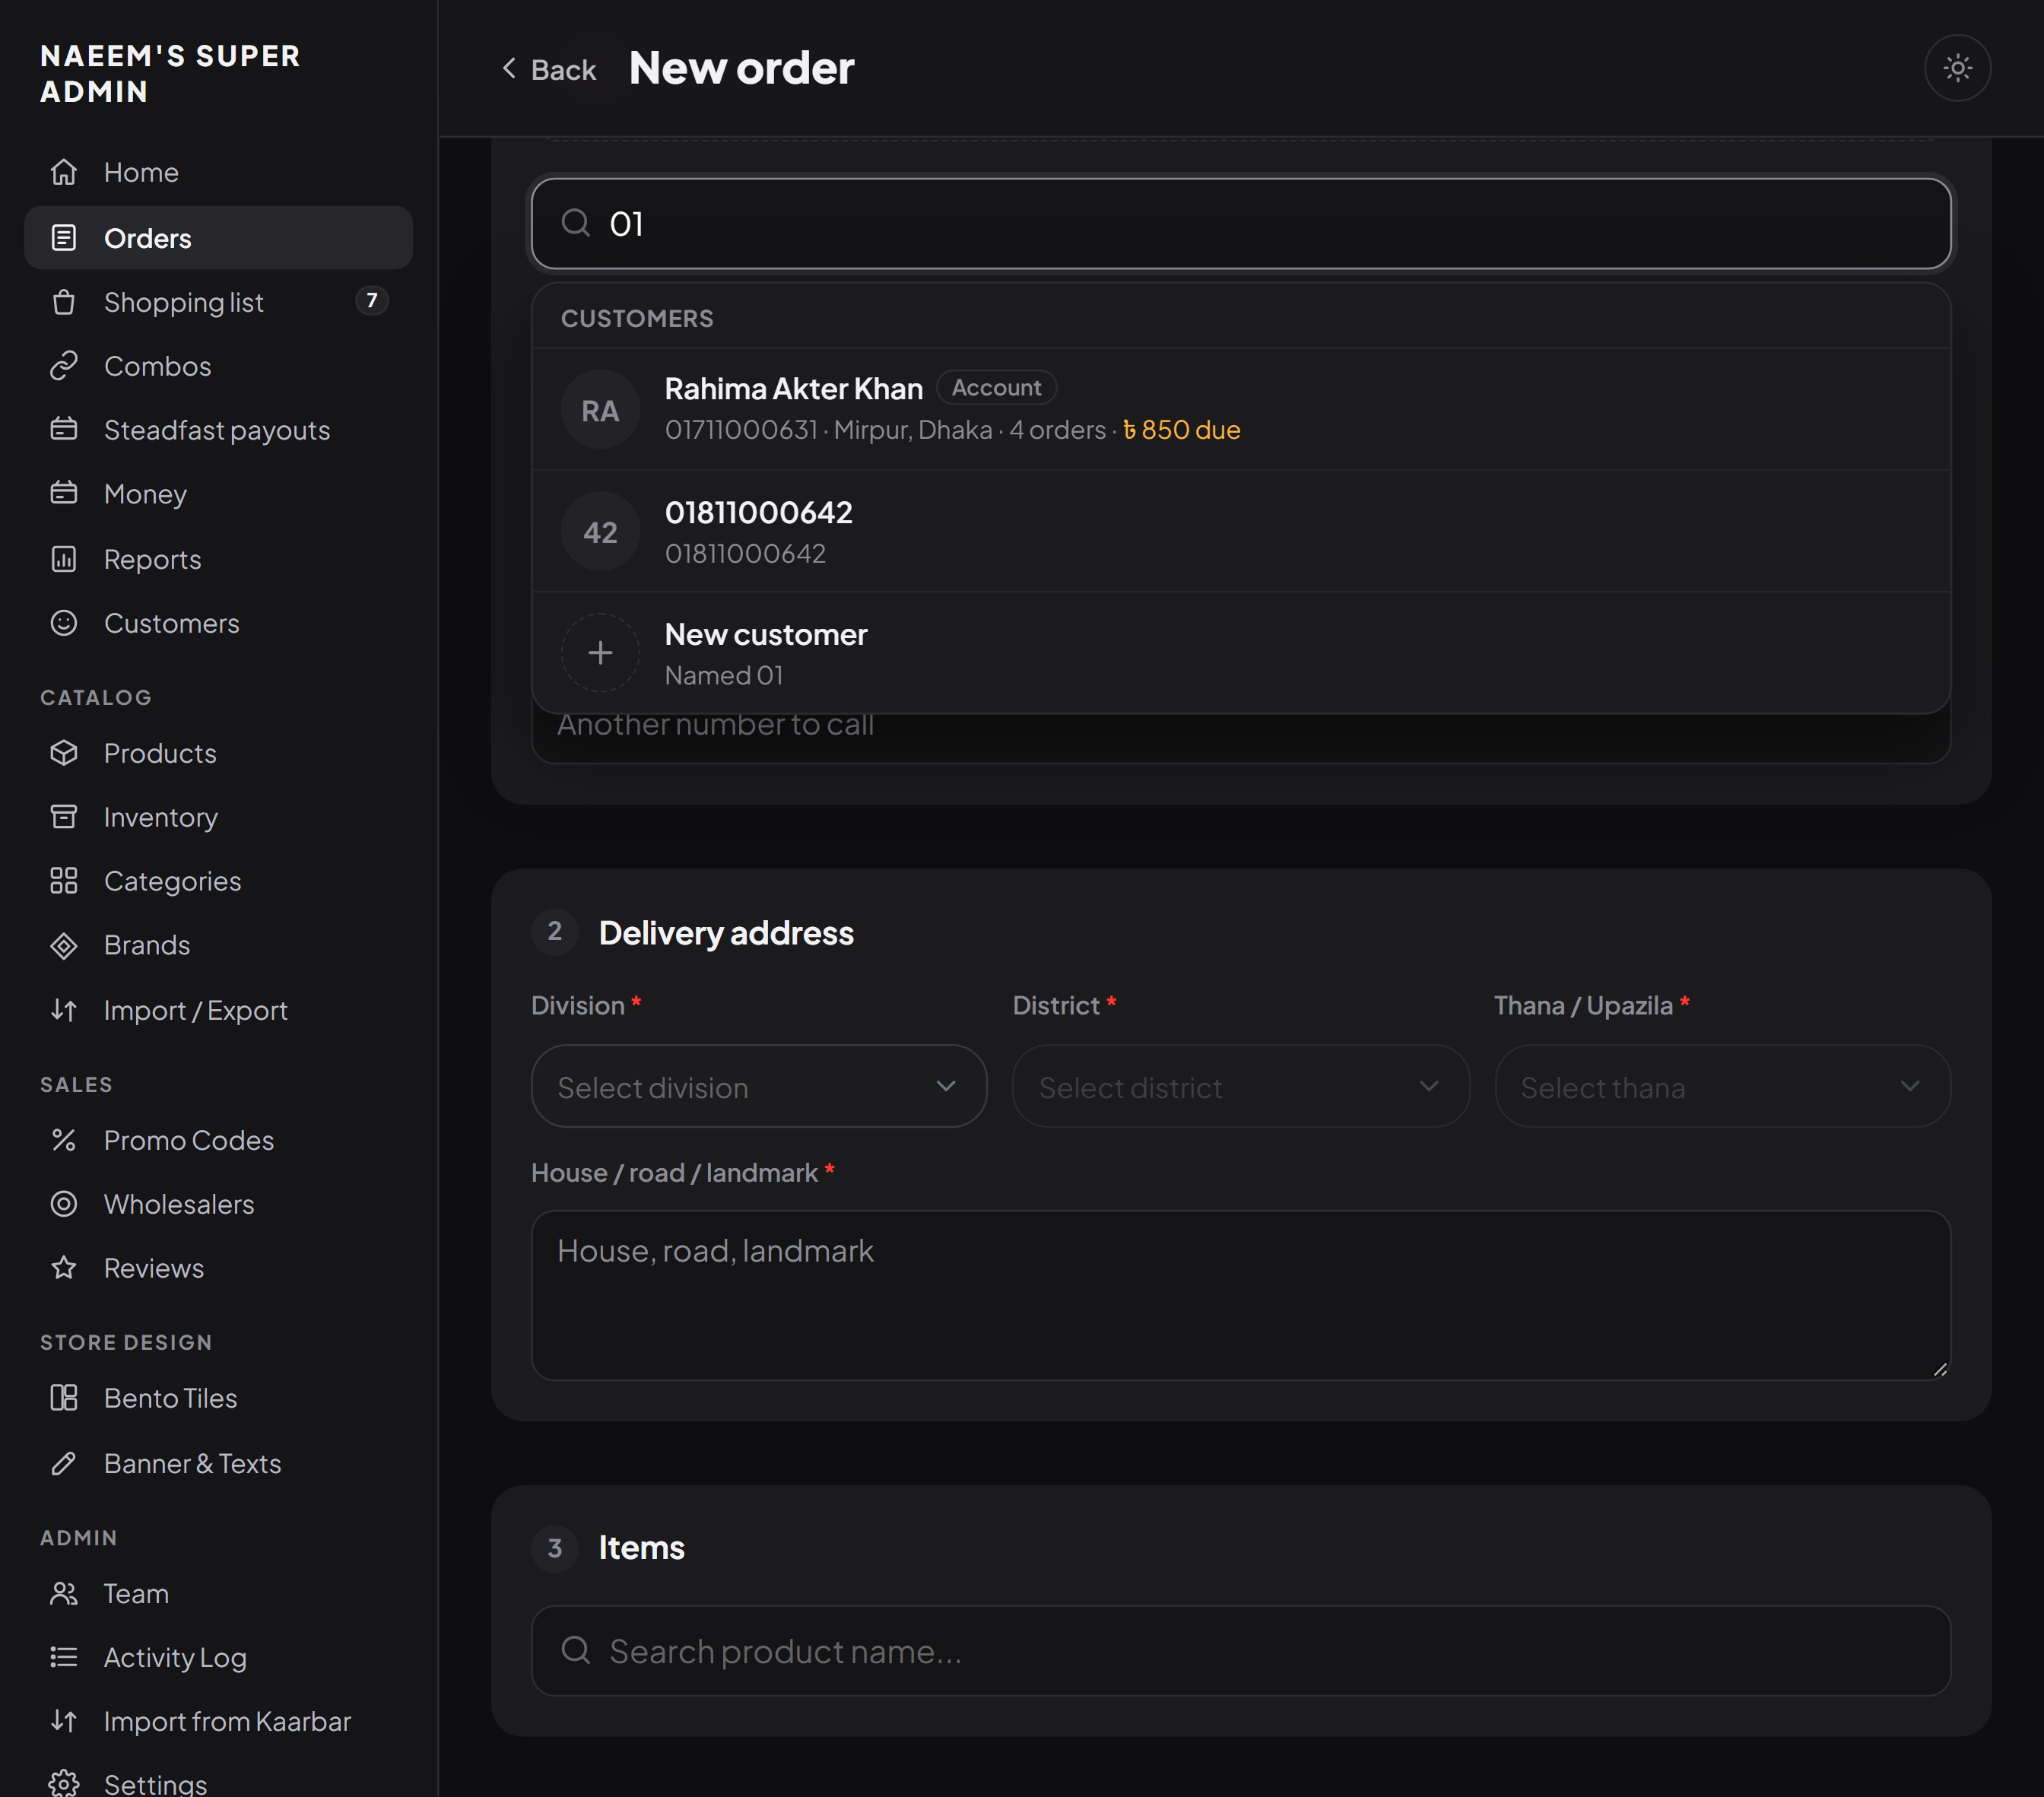 NAEEM'S SUPER
ADMIN
Home
Orders
Shopping list
7
Combos
Steadfast payouts
Money
Reports
Customers
CATALOG
Products
Inventory
Categories
Brands
Import / Export
SALES
Promo Codes
Wholesalers
Reviews
STORE DESIGN
Bento Tiles
Banner & Texts
ADMIN
Team
Activity Log
Import from Kaarbar
Settings
Back
New order
01
CUSTOMERS
RA
Rahima Akter Khan
Account
01711000631 · Mirpur, Dhaka · 4 orders · ৳ 850 due
42
01811000642
01811000642
New customer
Named 01
Another number to call
2
Delivery address
Division *
District *
Thana / Upazila *
Select division
Select district
Select thana
House / road / landmark *
House, road, landmark
3
Items
Search product name...